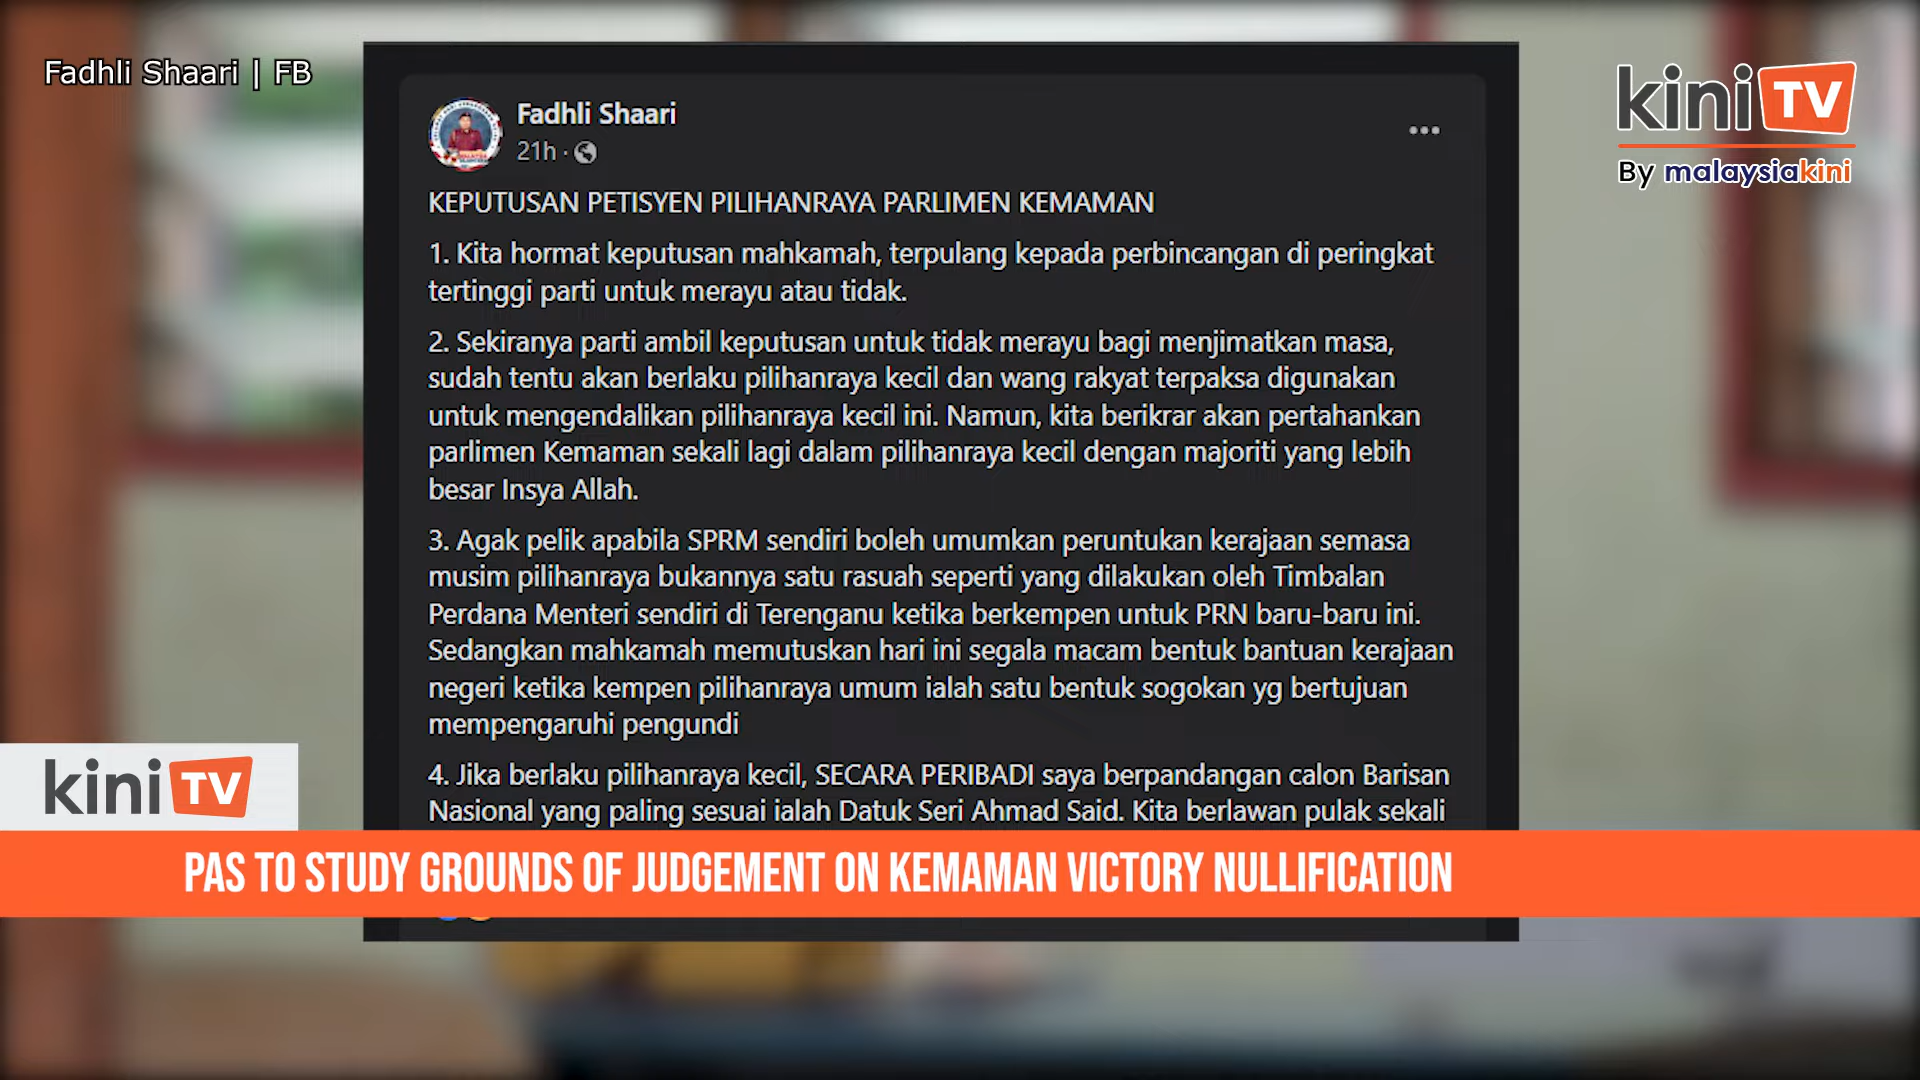 Fadhli Shaari | FB
kini TV
By malaysiakini
Fadhli Shaari
21h ·
KEPUTUSAN PETISYEN PILIHANRAYA PARLIMEN KEMAMAN
1. Kita hormat keputusan mahkamah, terpulang kepada perbincangan di peringkat
tertinggi parti untuk merayu atau tidak.
2. Sekiranya parti ambil keputusan untuk tidak merayu bagi menjimatkan masa,
sudah tentu akan berlaku pilihanraya kecil dan wang rakyat terpaksa digunakan
untuk mengendalikan pilihanraya kecil ini. Namun, kita berikrar akan pertahankan
parlimen Kemaman sekali lagi dalam pilihanraya kecil dengan majoriti yang lebih
besar Insya Allah.
3. Agak pelik apabila SPRM sendiri boleh umumkan peruntukan kerajaan semasa
musim pilihanraya bukannya satu rasuah seperti yang dilakukan oleh Timbalan
Perdana Menteri sendiri di Terenganu ketika berkempen untuk PRN baru-baru ini.
Sedangkan mahkamah memutuskan hari ini segala macam bentuk bantuan kerajaan
negeri ketika kempen pilihanraya umum ialah satu bentuk sogokan yg bertujuan
mempengaruhi pengundi
4. Jika berlaku pilihanraya kecil, SECARA PERIBADI saya berpandangan calon Barisan
Nasional yang paling sesuai ialah Datuk Seri Ahmad Said. Kita berlawan pulak sekali
kini TV
PAS TO STUDY GROUNDS OF JUDGEMENT ON KEMAMAN VICTORY NULLIFICATION